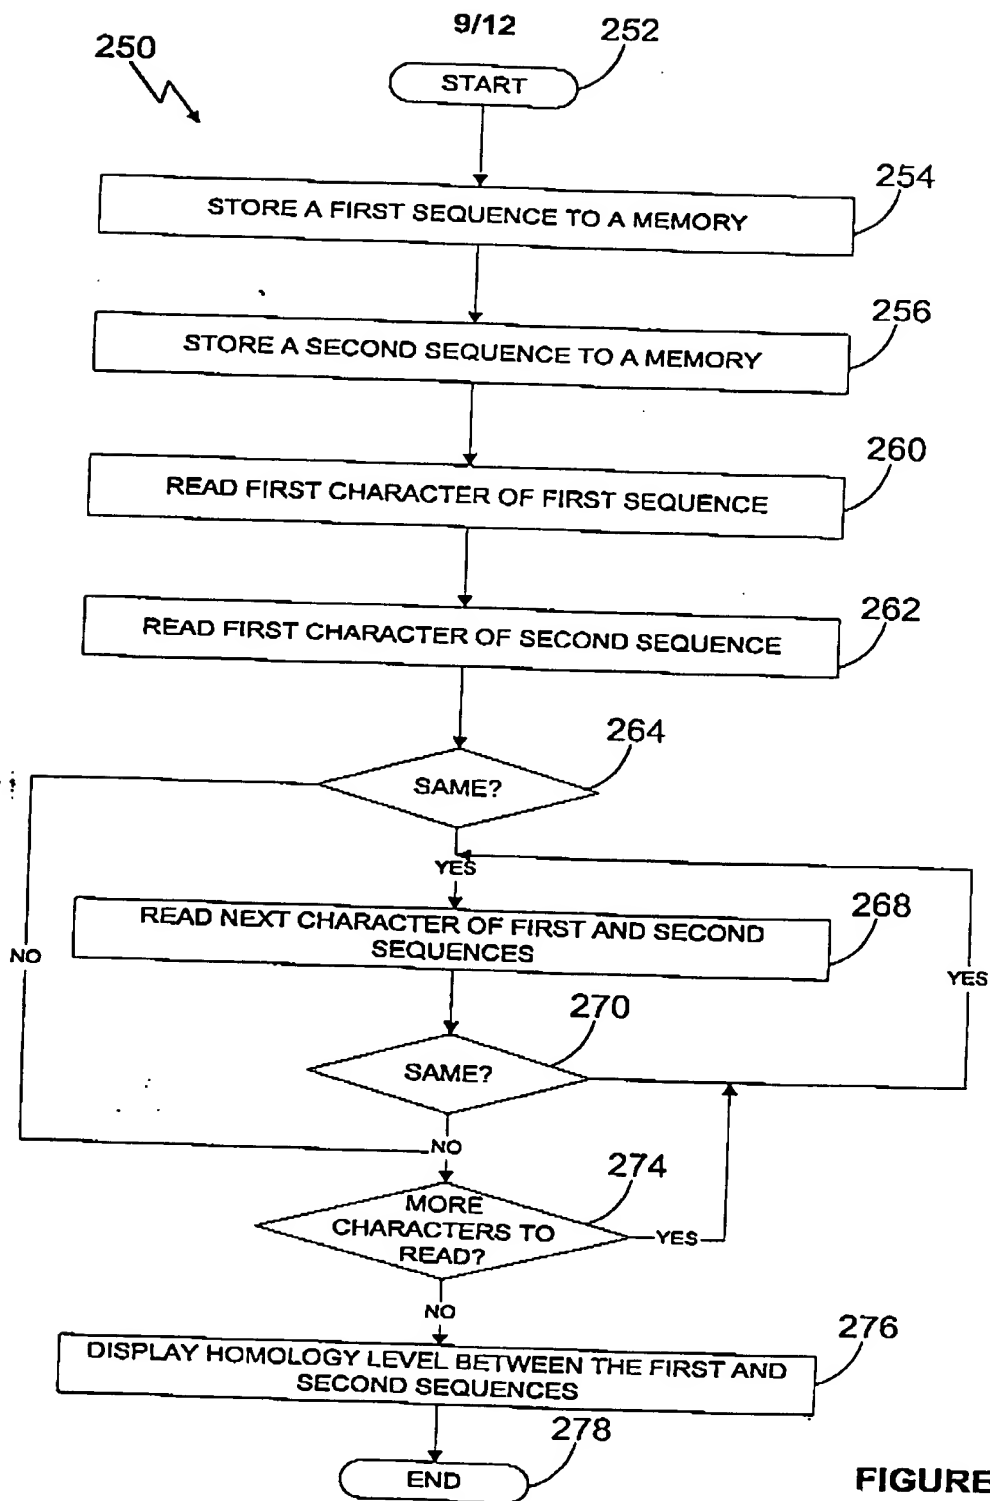 9/12
252
250
START
254
STORE A FIRST SEQUENCE TO A MEMORY
256
STORE A SECOND SEQUENCE TO A MEMORY
260
READ FIRST CHARACTER OF FIRST SEQUENCE
262
READ FIRST CHARACTER OF SECOND SEQUENCE
264
SAME?
YES
268
READ NEXT CHARACTER OF FIRST AND SECOND
SEQUENCES
NO
YES
270
SAME?
NO
274
MORE
CHARACTERS TO
READ?
YES
NO
276
DISPLAY HOMOLOGY LEVEL BETWEEN THE FIRST AND
SECOND SEQUENCES
278
END
FIGURE